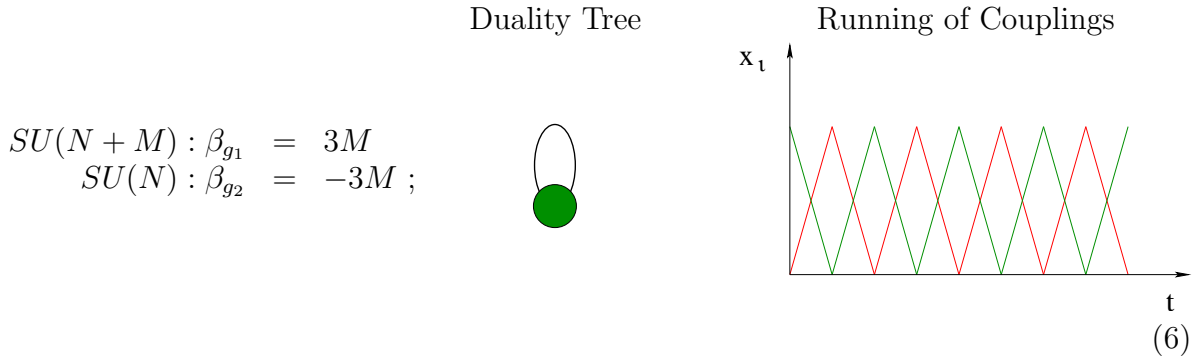 Duality Tree Running of Couplings
x_ι
SU(N + M) : β_{g_1} = 3M
SU(N) : β_{g_2} = −3M ;
t
(6)